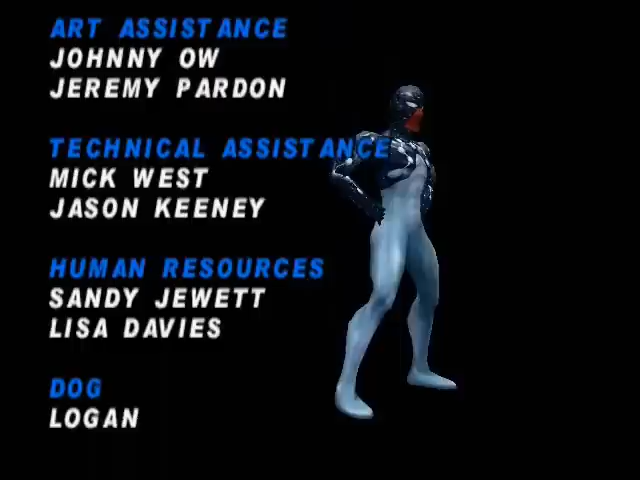 ART ASSISTANCE
JOHNNY OW
JEREMY PARDON
TECHNICAL ASSISTANCE
MICK WEST
JASON KEENEY
HUMAN RESOURCES
SANDY JEWETT
LISA DAVIES
DOG
LOGAN